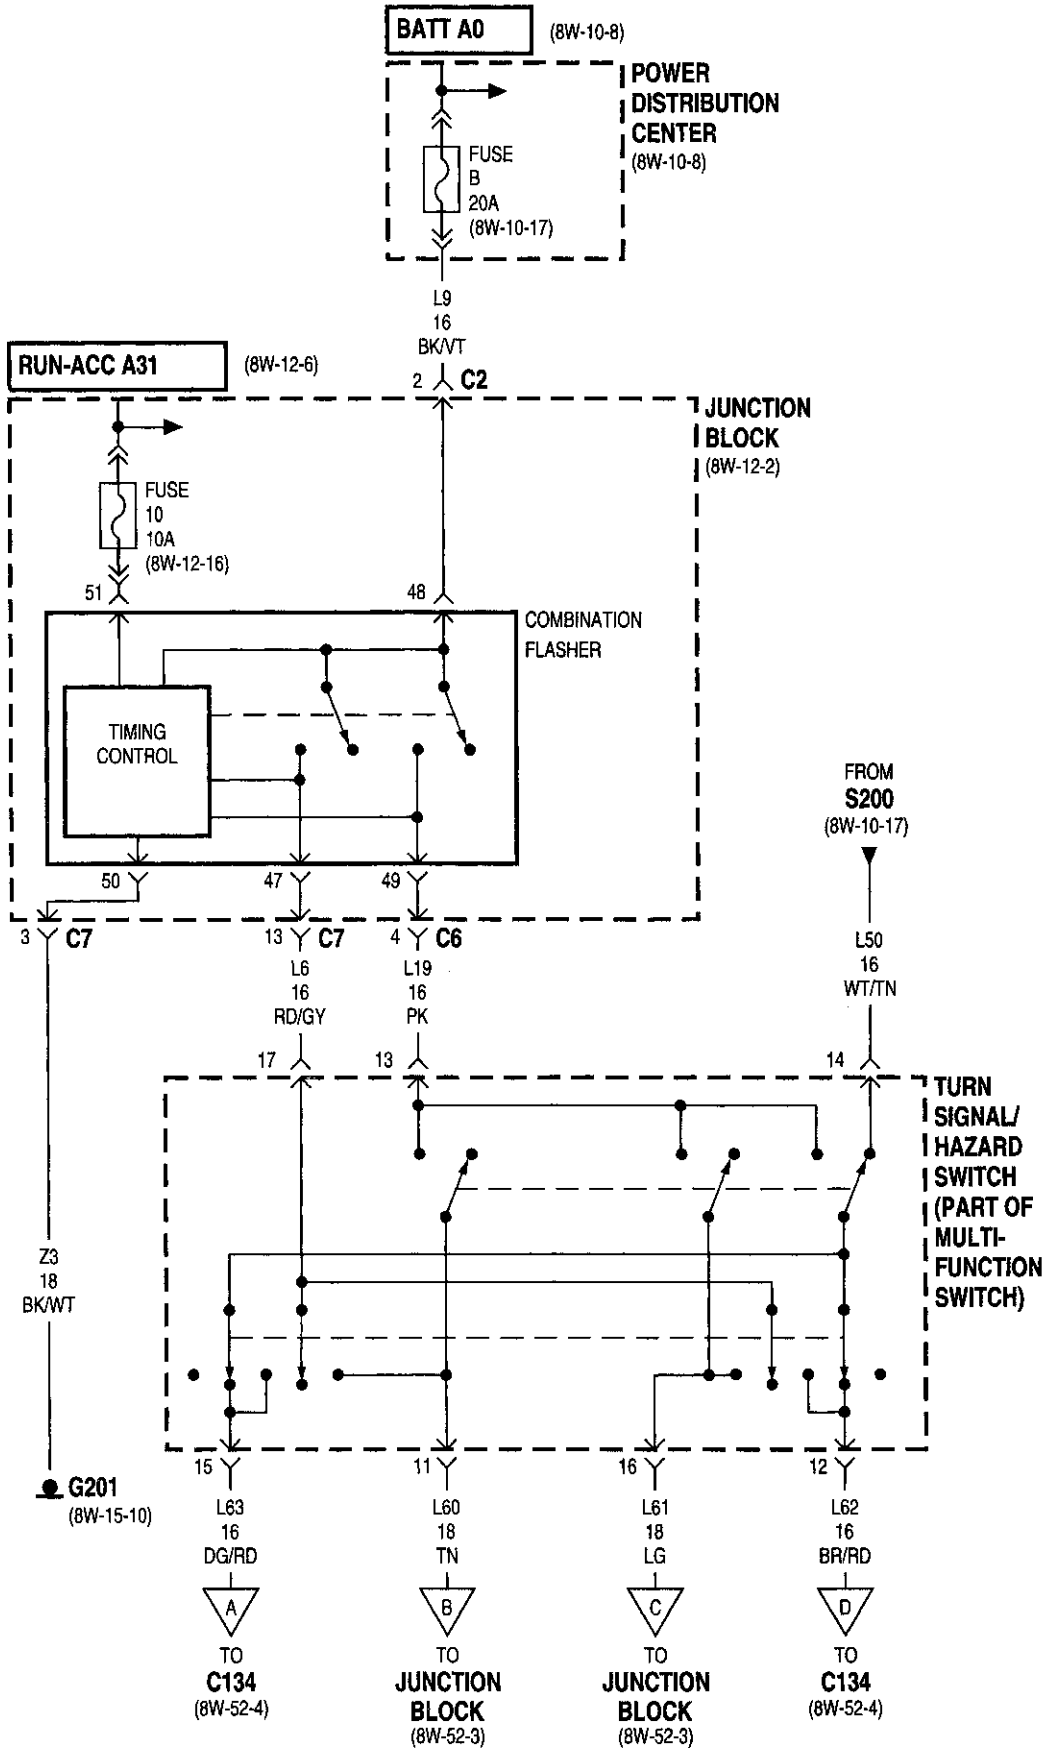 BATT A0
(8W-10-8)
POWER
DISTRIBUTION
CENTER
(8W-10-8)
FUSE
B
20A
(8W-10-17)
L9
16
BK/VT
2
C2
RUN-ACC A31
(8W-12-6)
JUNCTION
BLOCK
(8W-12-2)
FUSE
10
10A
(8W-12-16)
51
48
COMBINATION
FLASHER
TIMING
CONTROL
50
47
49
3
C7
13
C7
4
C6
FROM
S200
(8W-10-17)
L6
16
RD/GY
L19
16
PK
L50
16
WT/TN
17
13
14
TURN
SIGNAL/
HAZARD
SWITCH
(PART OF
MULTI-
FUNCTION
SWITCH)
Z3
18
BK/WT
G201
(8W-15-10)
15
11
16
12
L63
16
DG/RD
L60
18
TN
L61
18
LG
L62
16
BR/RD
A
B
C
D
TO
C134
(8W-52-4)
TO
JUNCTION
BLOCK
(8W-52-3)
TO
JUNCTION
BLOCK
(8W-52-3)
TO
C134
(8W-52-4)